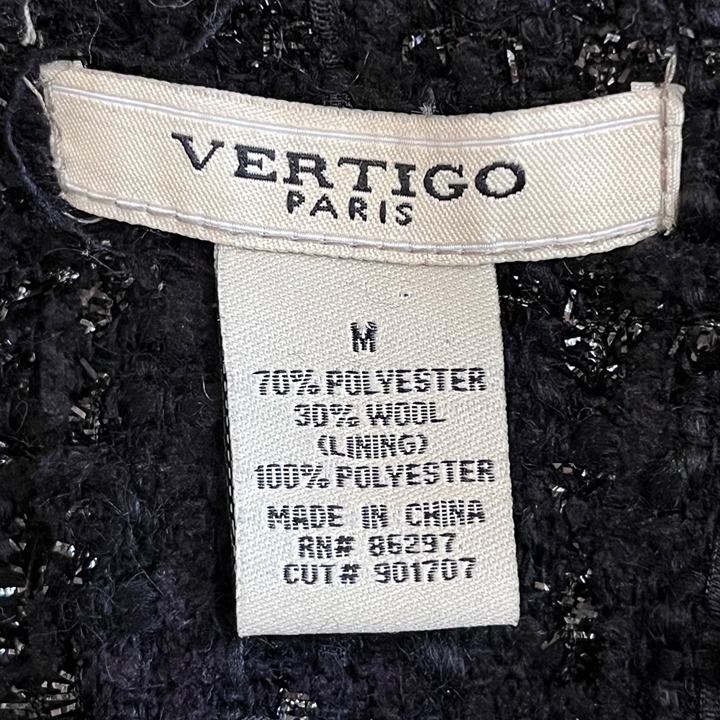 VERTIGO
PARIS
M
70% POLYESTER
30% WOOL
(LINING)
100% POLYESTER
MADE IN CHINA
RN# 86297
CUT# 901707